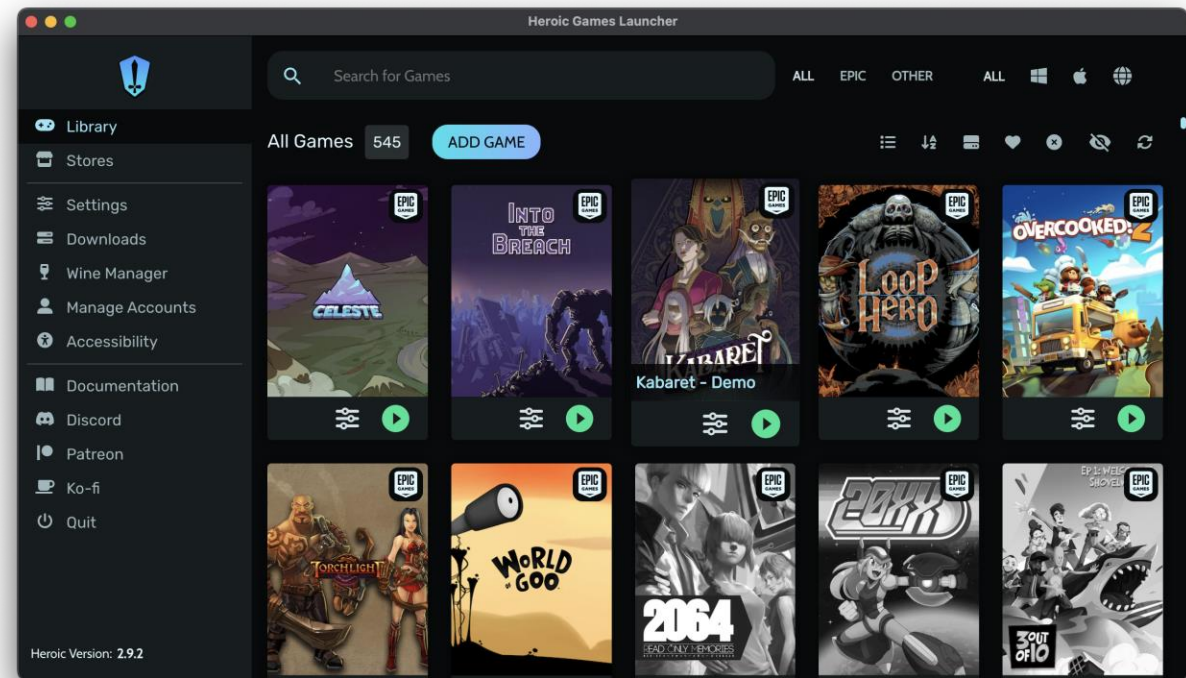 Heroic Games Launcher
Library
Stores
Settings
Downloads
Wine Manager
Manage Accounts
Accessibility
Documentation
Discord
Patreon
Ko-fi
Quit
Heroic Version: 2.9.2
Search for Games
ALL EPIC OTHER ALL
All Games 545 ADD GAME
EPIC GAMES
CELESTE
EPIC GAMES
INTO
THE
BREACH
EPIC GAMES
KABARET
Kabaret - Demo
EPIC GAMES
LOOP
HERO
EPIC GAMES
OVERCOOKED! 2
EPIC GAMES
TORCHLIGHT
EPIC GAMES
WORLD
OF
GOO
EPIC GAMES
2064
READ ONLY MEMORIES
EPIC GAMES
20XX
EPIC GAMES
EP 1:
3 OUT
OF 10